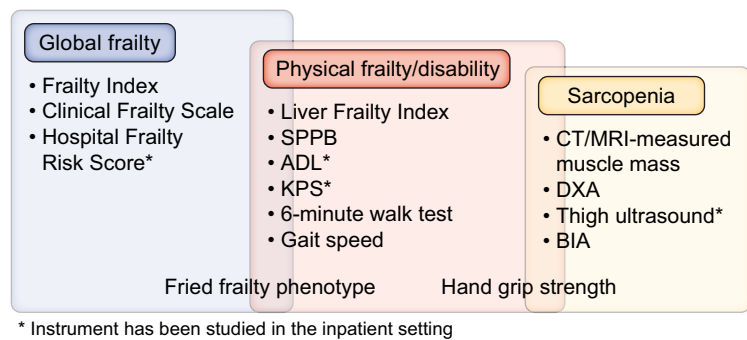 Global frailty
• Frailty Index
• Clinical Frailty Scale
• Hospital Frailty
Risk Score*
Physical frailty/disability
• Liver Frailty Index
• SPPB
• ADL*
• KPS*
• 6-minute walk test
• Gait speed
Sarcopenia
• CT/MRI-measured
muscle mass
• DXA
• Thigh ultrasound*
• BIA
Fried frailty phenotype
Hand grip strength
* Instrument has been studied in the inpatient setting